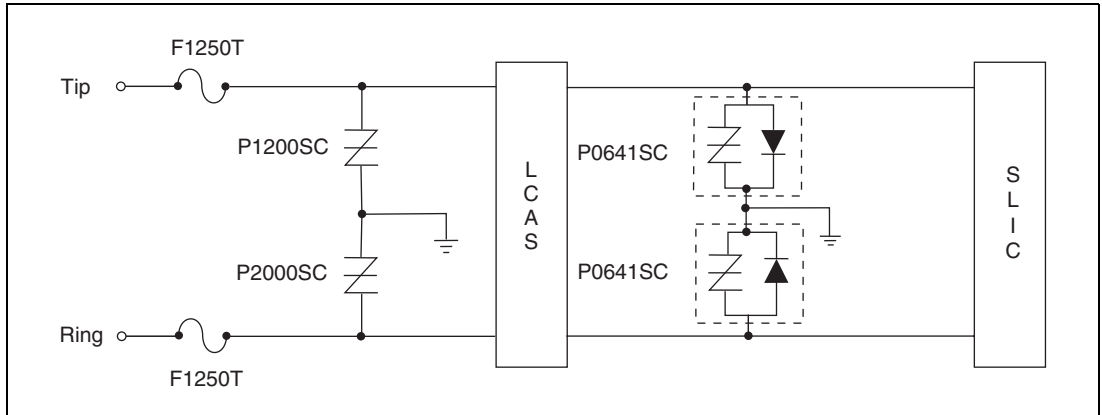 F1250T
Tip
P1200SC
P2000SC
Ring
F1250T
L
C
A
S
P0641SC
P0641SC
S
L
I
C